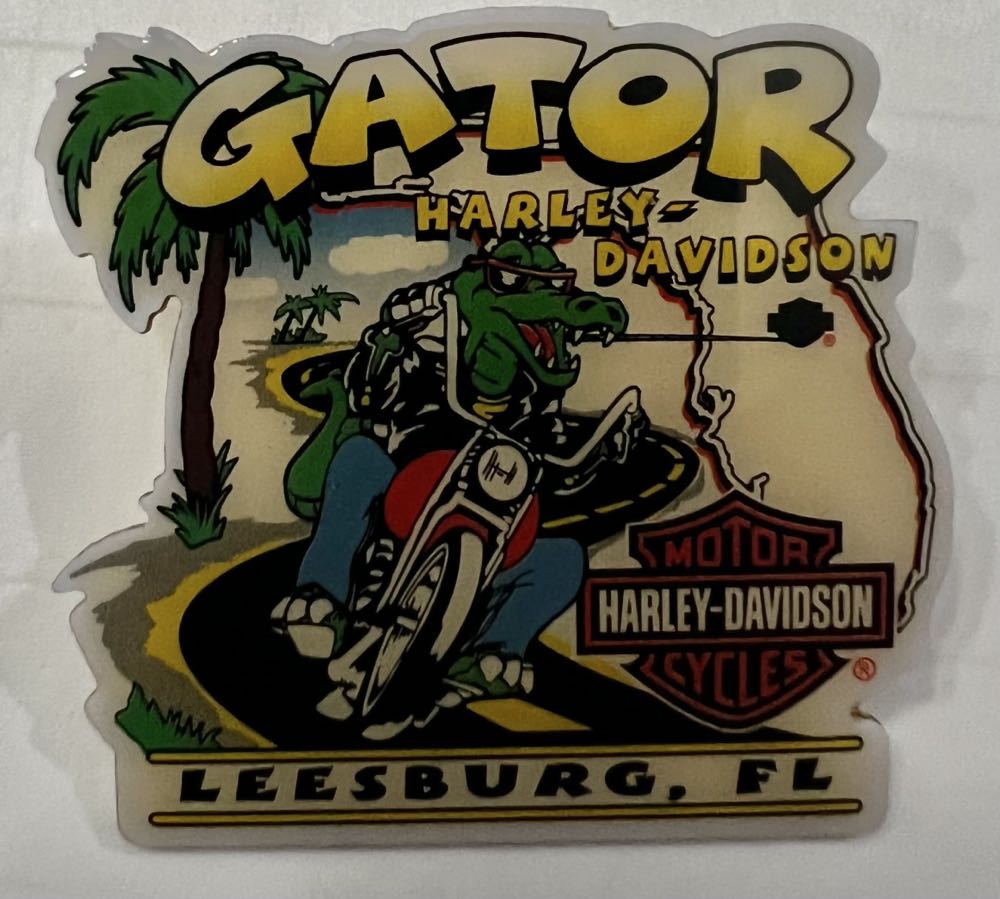 GATOR
HARLEY-
DAVIDSON
MOTOR
HARLEY-DAVIDSON
CYCLES
®
LEESBURG, FL